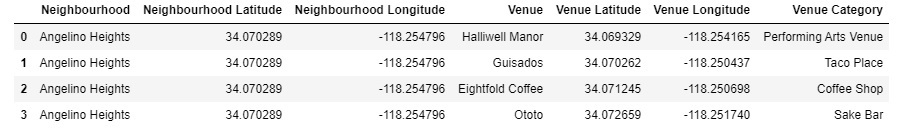 Neighbourhood Neighbourhood Latitude Neighbourhood Longitude Venue Venue Latitude Venue Longitude Venue Category
0 Angelino Heights 34.070289 -118.254796 Halliwell Manor 34.069329 -118.254165 Performing Arts Venue
1 Angelino Heights 34.070289 -118.254796 Guisados 34.070262 -118.250437 Taco Place
2 Angelino Heights 34.070289 -118.254796 Eightfold Coffee 34.071245 -118.250698 Coffee Shop
3 Angelino Heights 34.070289 -118.254796 Ototo 34.072659 -118.251740 Sake Bar